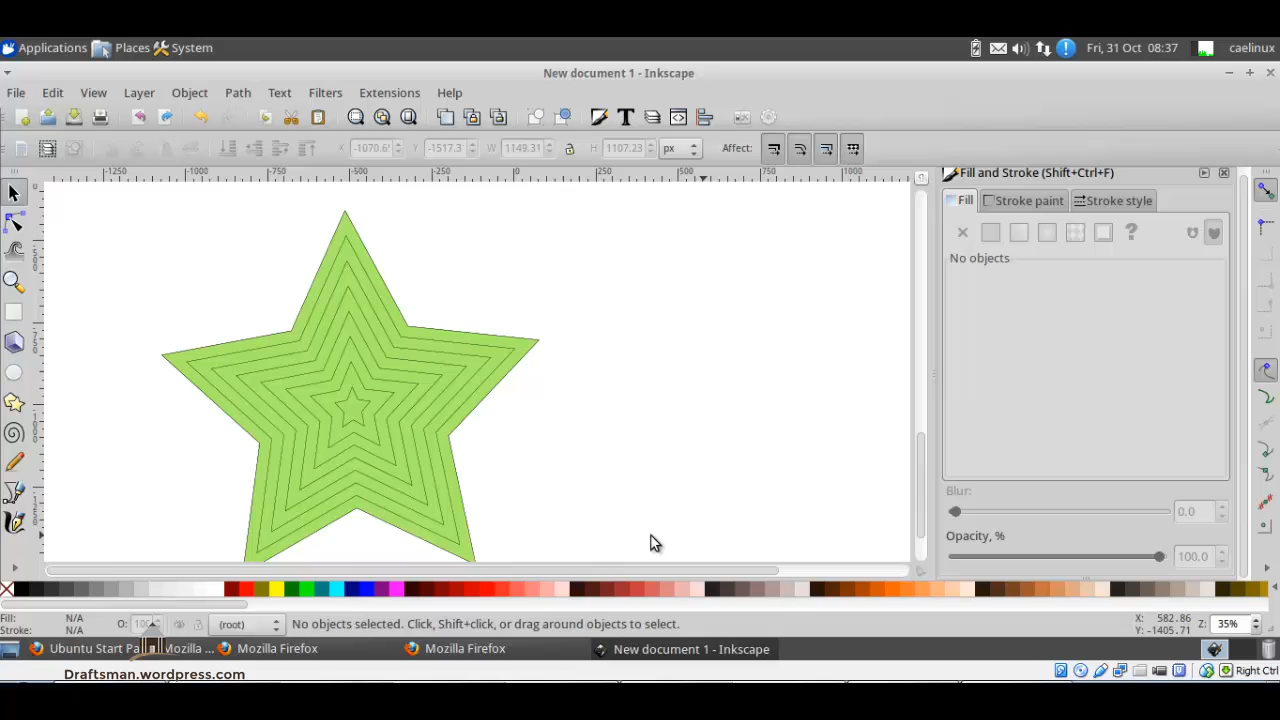 Applications Places System Fri, 31 Oct 08:37 caelinux
New document 1 - Inkscape
File Edit View Layer Object Path Text Filters Extensions Help
X -1070.6 Y -1517.3 W 1149.31 H 1107.23 px Affect:
-1250 -1000 -750 -500 -250 0 250 500 750 1000
Fill and Stroke (Shift+Ctrl+F)
Fill Stroke paint Stroke style
No objects
Blur:
0.0
Opacity, %
100.0
Fill: N/A
Stroke: N/A
O: (root) No objects selected. Click, Shift+click, or drag around objects to select.
X: 582.86
Y: -1405.71
Z: 35%
Ubuntu Start Pa Mozilla ... Mozilla Firefox Mozilla Firefox New document 1 - Inkscape
Right Ctrl
Draftsman.wordpress.com